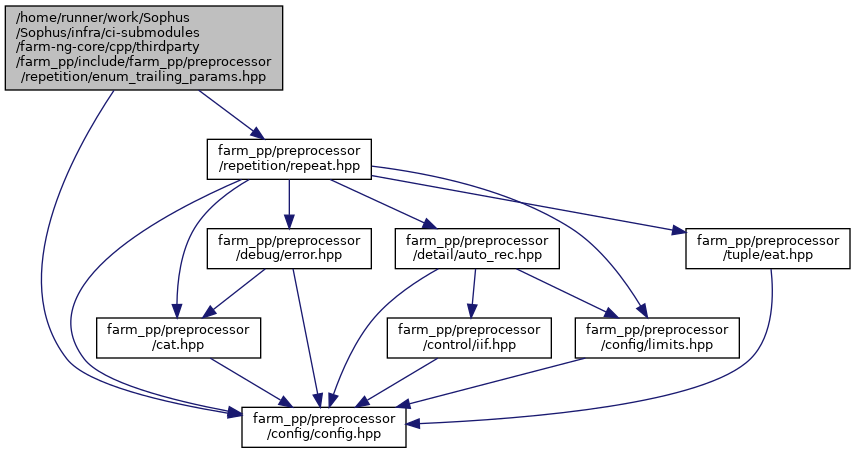 /home/runner/work/Sophus
/Sophus/infra/ci-submodules
/farm-ng-core/cpp/thirdparty
/farm_pp/include/farm_pp/preprocessor
/repetition/enum_trailing_params.hpp
farm_pp/preprocessor
/repetition/repeat.hpp
farm_pp/preprocessor
/debug/error.hpp
farm_pp/preprocessor
/detail/auto_rec.hpp
farm_pp/preprocessor
/tuple/eat.hpp
farm_pp/preprocessor
/cat.hpp
farm_pp/preprocessor
/control/iif.hpp
farm_pp/preprocessor
/config/limits.hpp
farm_pp/preprocessor
/config/config.hpp